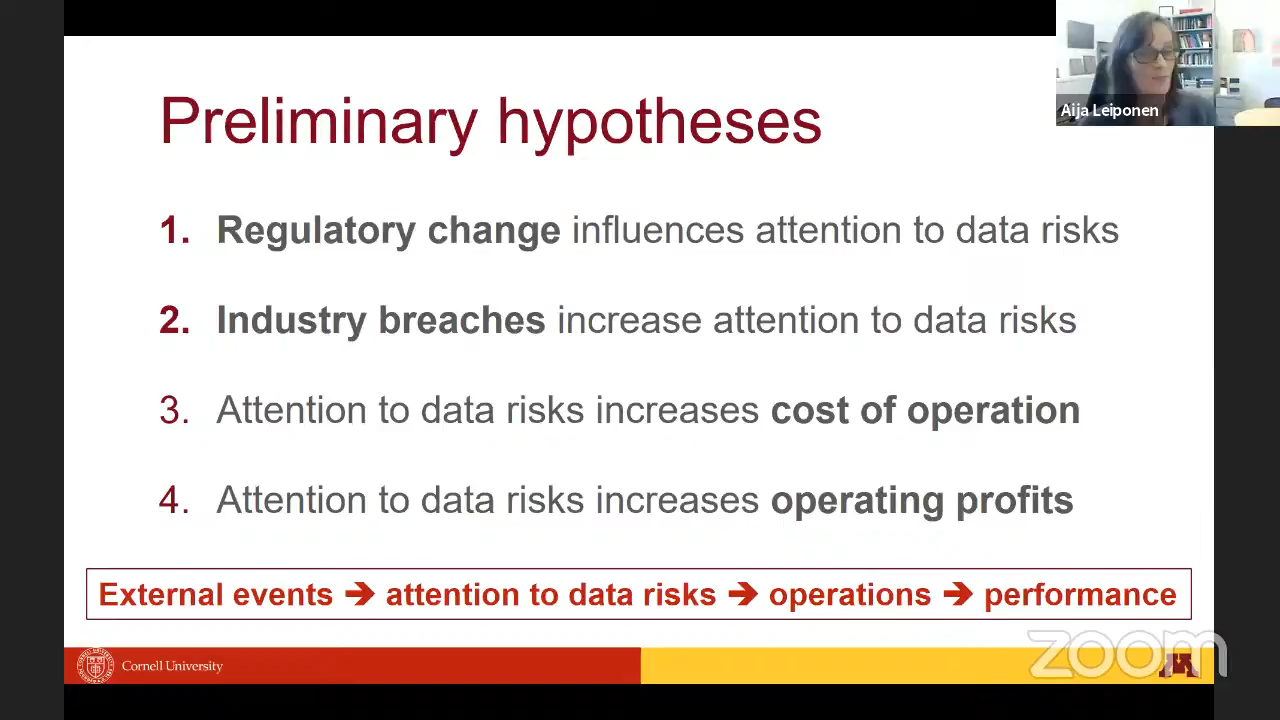 Aija Leiponen
Preliminary hypotheses
1. Regulatory change influences attention to data risks
2. Industry breaches increase attention to data risks
3. Attention to data risks increases cost of operation
4. Attention to data risks increases operating profits
External events ➔ attention to data risks ➔ operations ➔ performance
Cornell University
zoom
M